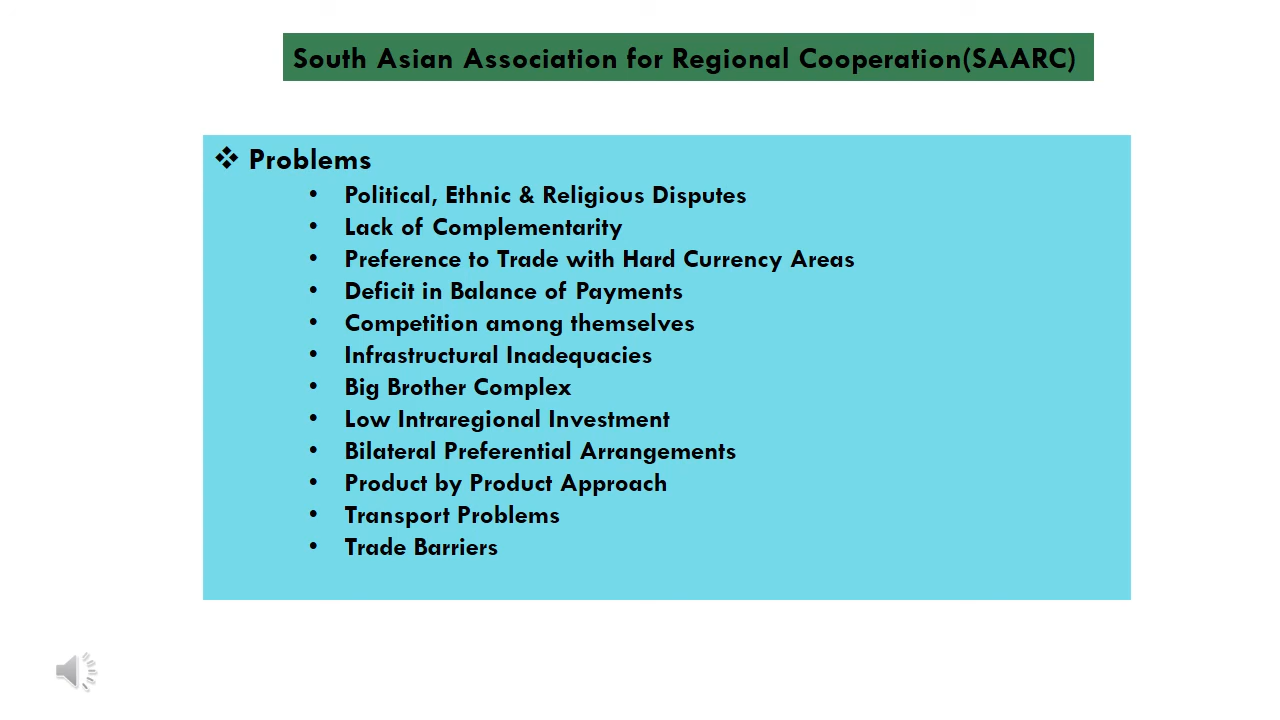 South Asian Association for Regional Cooperation(SAARC)
❖ Problems
• Political, Ethnic & Religious Disputes
• Lack of Complementarity
• Preference to Trade with Hard Currency Areas
• Deficit in Balance of Payments
• Competition among themselves
• Infrastructural Inadequacies
• Big Brother Complex
• Low Intraregional Investment
• Bilateral Preferential Arrangements
• Product by Product Approach
• Transport Problems
• Trade Barriers